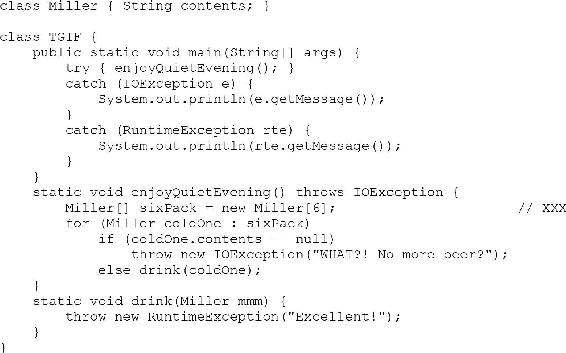 class Miller { String contents; }
class TGIF {
    public static void main(String[] args) {
        try { enjoyQuietEvening(); }
        catch (IOException e) {
            System.out.println(e.getMessage());
        }
        catch (RuntimeException rte) {
            System.out.println(rte.getMessage());
        }
    }
    static void enjoyQuietEvening() throws IOException {
        Miller[] sixPack = new Miller[6]; // XXX
        for (Miller coldOne : sixPack)
            if (coldOne.contents == null)
                throw new IOException("WHAT?! No more beer?");
            else drink(coldOne);
    }
    static void drink(Miller mmm) {
        throw new RuntimeException("Excellent!");
    }
}